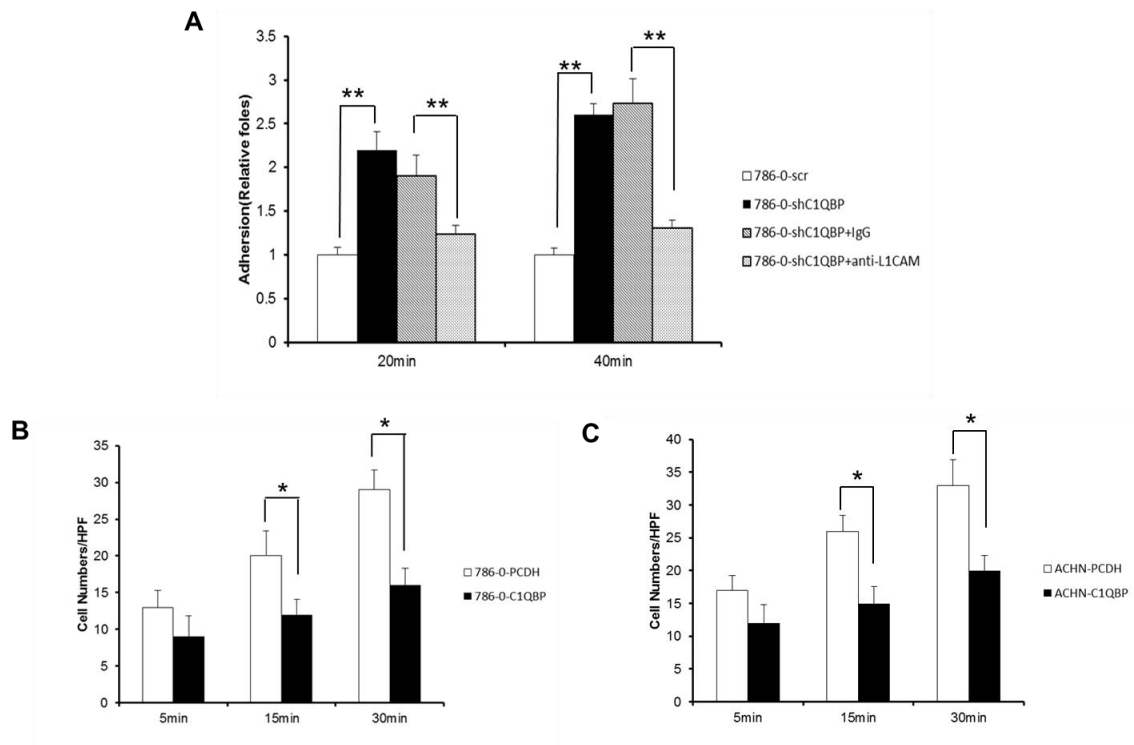 A
Adhersion(Relative foles)
3.5
3
2.5
2
1.5
1
0.5
0
**
**
**
**
20min
40min
786-0-scr
786-0-shC1QBP
786-0-shC1QBP+IgG
786-0-shC1QBP+anti-L1CAM
B
Cell Numbers/HPF
35
30
25
20
15
10
5
0
*
*
5min
15min
30min
786-0-PCDH
786-0-C1QBP
C
Cell Numbers/HPF
40
35
30
25
20
15
10
5
0
*
*
5min
15min
30min
ACHN-PCDH
ACHN-C1QBP